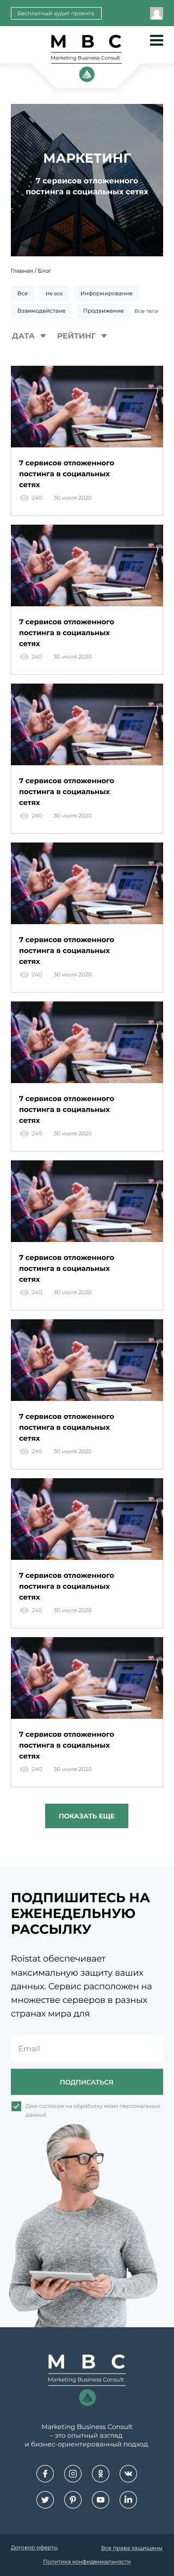 Бесплатный аудит проекта
M B C
Marketing Business Consult
МАРКЕТИНГ
7 сервисов отложенного
постинга в социальных сетях
Главная / Блог
Все Не все Информирование
Взаимодействие Продвижение Все теги
ДАТА РЕЙТИНГ
7 сервисов отложенного
постинга в социальных
сетях
240 30 июля 2020
7 сервисов отложенного
постинга в социальных
сетях
240 30 июля 2020
7 сервисов отложенного
постинга в социальных
сетях
240 30 июля 2020
7 сервисов отложенного
постинга в социальных
сетях
240 30 июля 2020
7 сервисов отложенного
постинга в социальных
сетях
240 30 июля 2020
7 сервисов отложенного
постинга в социальных
сетях
240 30 июля 2020
7 сервисов отложенного
постинга в социальных
сетях
240 30 июля 2020
7 сервисов отложенного
постинга в социальных
сетях
240 30 июля 2020
7 сервисов отложенного
постинга в социальных
сетях
240 30 июля 2020
ПОКАЗАТЬ ЕЩЕ
ПОДПИШИТЕСЬ НА
ЕЖЕНЕДЕЛЬНУЮ
РАССЫЛКУ
Roistat обеспечивает
максимальную защиту ваших
данных. Сервис расположен на
множестве серверов в разных
странах мира для
Email
ПОДПИСАТЬСЯ
Даю согласие на обработку моих персональных
данных
M B C
Marketing Business Consult
Marketing Business Consult
– это опытный взгляд
и бизнес-ориентированный подход.
Договор оферты Все права защищены
Политика конфиденциальности